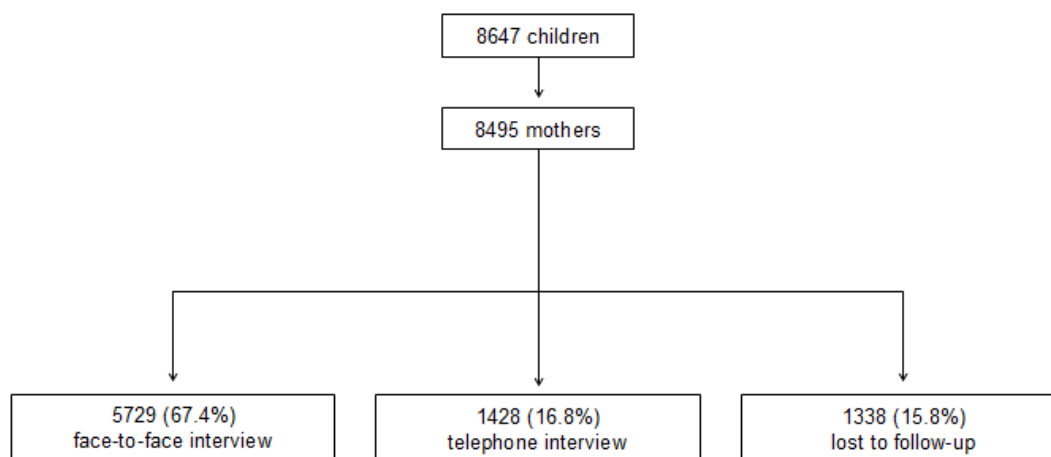 8647 children
8495 mothers
5729 (67.4%)
face-to-face interview
1428 (16.8%)
telephone interview
1338 (15.8%)
lost to follow-up